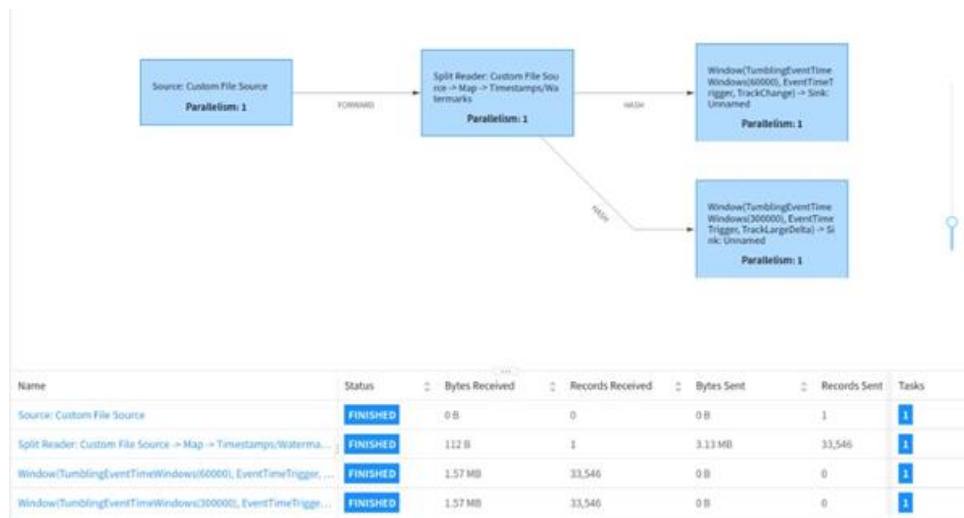 Source: Custom File Source
Parallelism: 1
FORWARD
Split Reader: Custom File Sou
rce -> Map -> Timestamps/Wa
termarks
Parallelism: 1
HASH
Window(TumblingEventTime
Windows(60000), EventTimeT
rigger, TrackChange) -> Sink:
Unnamed
Parallelism: 1
HASH
Window(TumblingEventTime
Windows(300000), EventTime
Trigger, TrackLargeDelta) -> Si
nk: Unnamed
Parallelism: 1
Name Status Bytes Received Records Received Bytes Sent Records Sent Tasks
Source: Custom File Source FINISHED 0 B 0 0 B 1 1
Split Reader: Custom File Source -> Map -> Timestamps/Waterma... FINISHED 112 B 1 3.13 MB 33,546 1
Window(TumblingEventTimeWindows(60000), EventTimeTrigger, ... FINISHED 1.57 MB 33,546 0 B 0 1
Window(TumblingEventTimeWindows(300000), EventTimeTrigge... FINISHED 1.57 MB 33,546 0 B 0 1